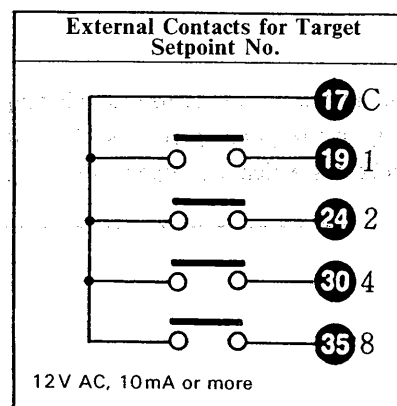 External Contacts for Target
Setpoint No.
17 C
19 1
24 2
30 4
35 8
12V AC, 10mA or more